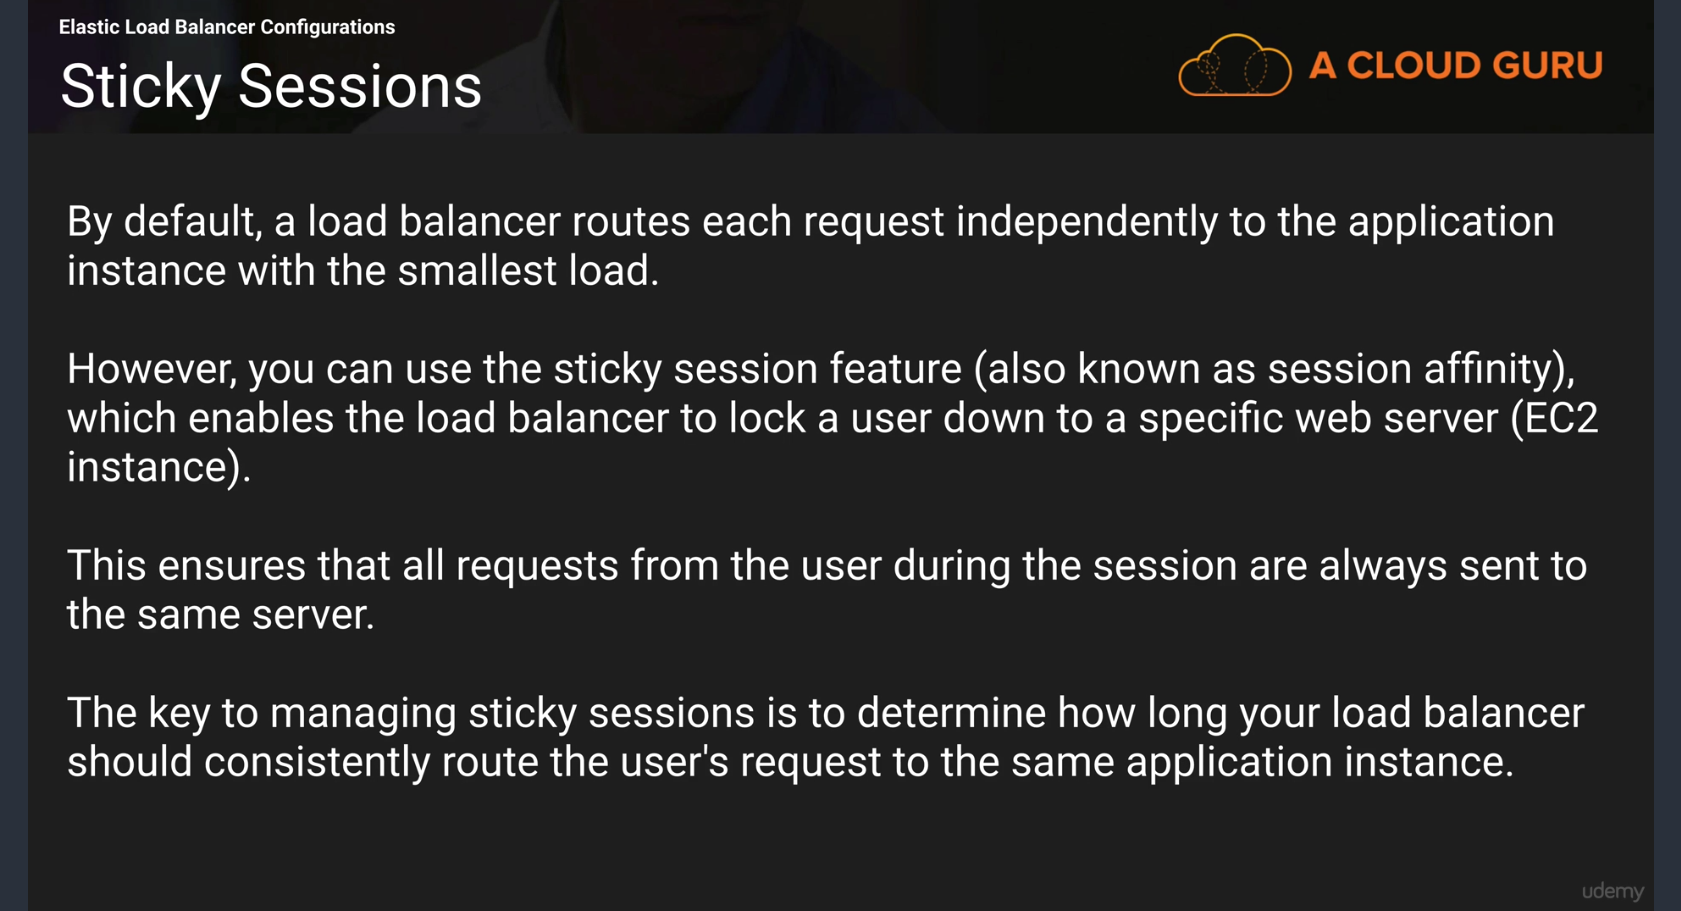 Elastic Load Balancer Configurations
Sticky Sessions
A CLOUD GURU
By default, a load balancer routes each request independently to the application
instance with the smallest load.
However, you can use the sticky session feature (also known as session affinity),
which enables the load balancer to lock a user down to a specific web server (EC2
instance).
This ensures that all requests from the user during the session are always sent to
the same server.
The key to managing sticky sessions is to determine how long your load balancer
should consistently route the user's request to the same application instance.
udemy